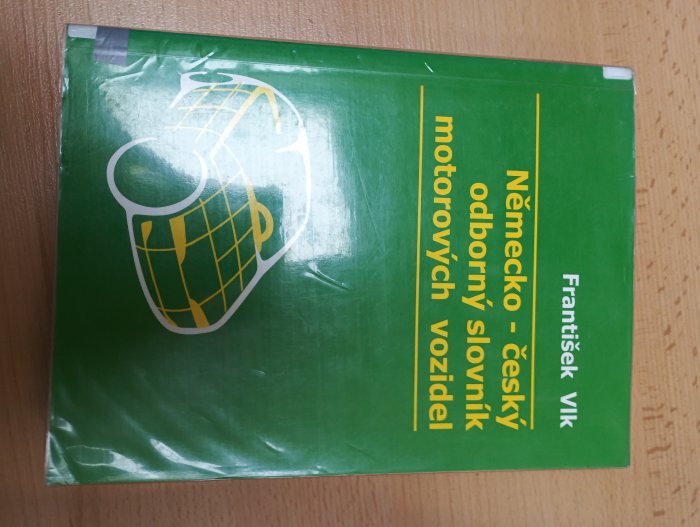 František Vlk
Německo - český
odborný slovník
motorových vozidel